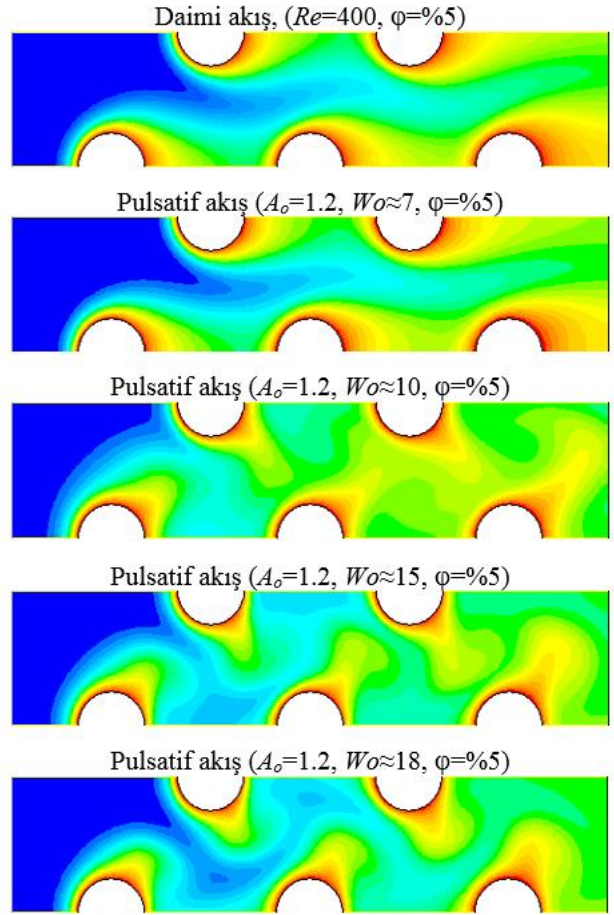 Daimi akış, (Re=400, φ=%5)
Pulsatif akış (Aₒ=1.2, Wo≈7, φ=%5)
Pulsatif akış (Aₒ=1.2, Wo≈10, φ=%5)
Pulsatif akış (Aₒ=1.2, Wo≈15, φ=%5)
Pulsatif akış (Aₒ=1.2, Wo≈18, φ=%5)